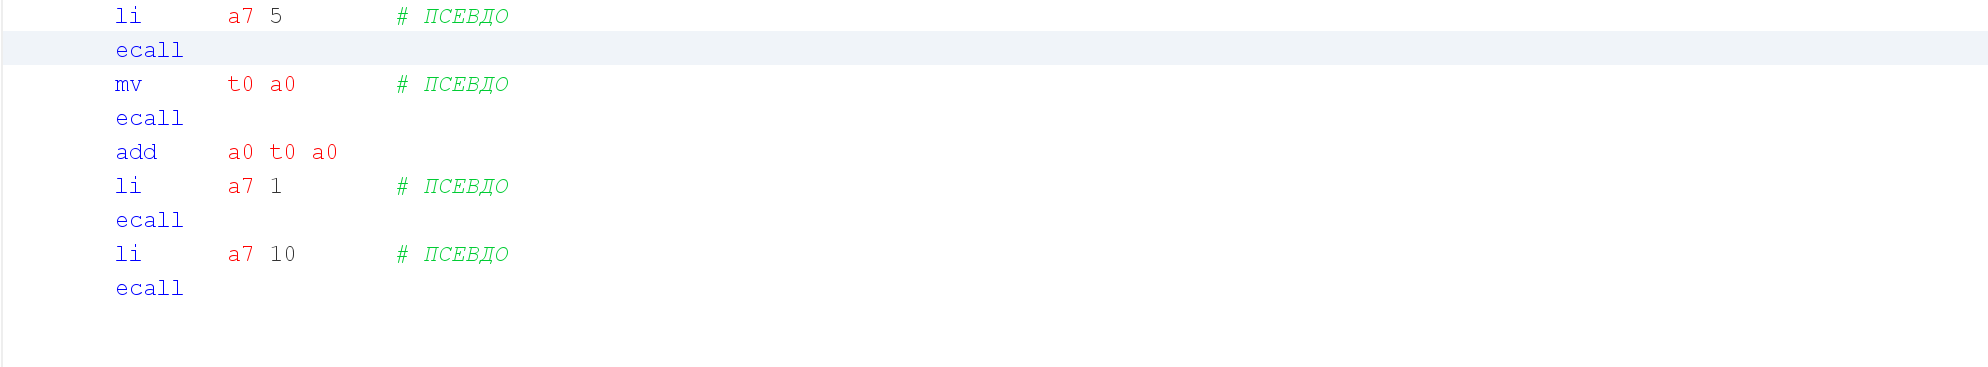 li a7 5 # ПСЕВДО
ecall
mv t0 a0 # ПСЕВДО
ecall
add a0 t0 a0
li a7 1 # ПСЕВДО
ecall
li a7 10 # ПСЕВДО
ecall